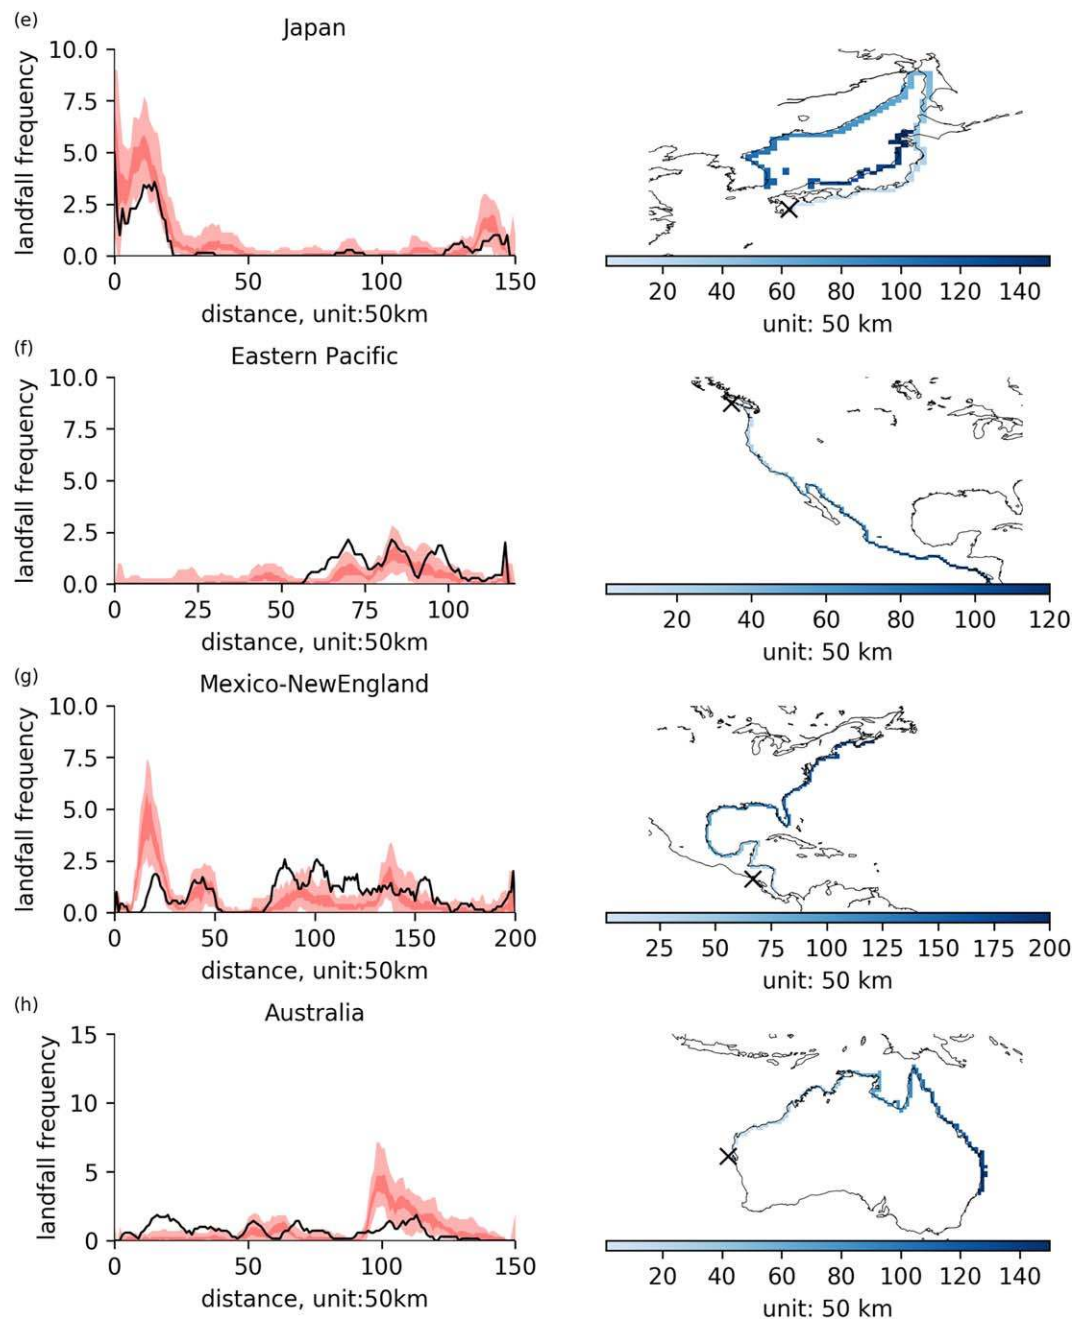 (e)
Japan
landfall frequency
10.0
7.5
5.0
2.5
0.0
0 50 100 150
distance, unit:50km
20 40 60 80 100 120 140
unit: 50 km
(f)
Eastern Pacific
landfall frequency
10.0
7.5
5.0
2.5
0.0
0 25 50 75 100
distance, unit:50km
20 40 60 80 100 120
unit: 50 km
(g)
Mexico-NewEngland
landfall frequency
10.0
7.5
5.0
2.5
0.0
0 50 100 150 200
distance, unit:50km
25 50 75 100 125 150 175 200
unit: 50 km
(h)
Australia
landfall frequency
15
10
5
0
0 50 100 150
distance, unit:50km
20 40 60 80 100 120 140
unit: 50 km